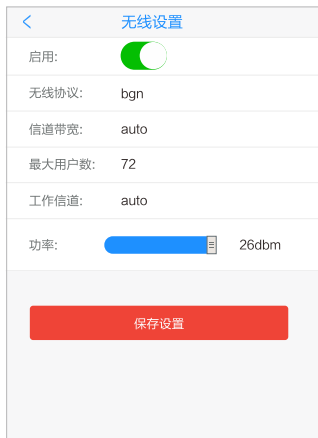 无线设置
启用:
无线协议: bgn
信道带宽: auto
最大用户数: 72
工作信道: auto
功率: 26dbm
保存设置